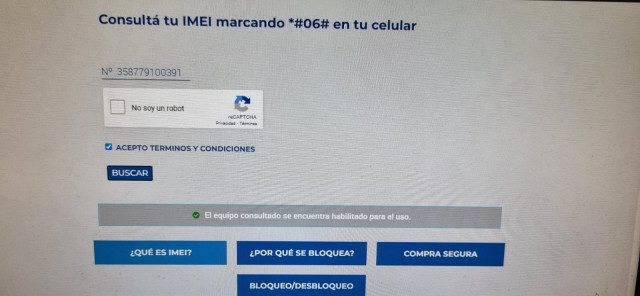 Consultá tu IMEI marcando *#06# en tu celular
Nº 358779100391
No soy un robot
reCAPTCHA
Privacidad - Términos
ACEPTO TERMINOS Y CONDICIONES
BUSCAR
El equipo consultado se encuentra habilitado para el uso.
¿QUÉ ES IMEI?
¿POR QUÉ SE BLOQUEA?
COMPRA SEGURA
BLOQUEO/DESBLOQUEO